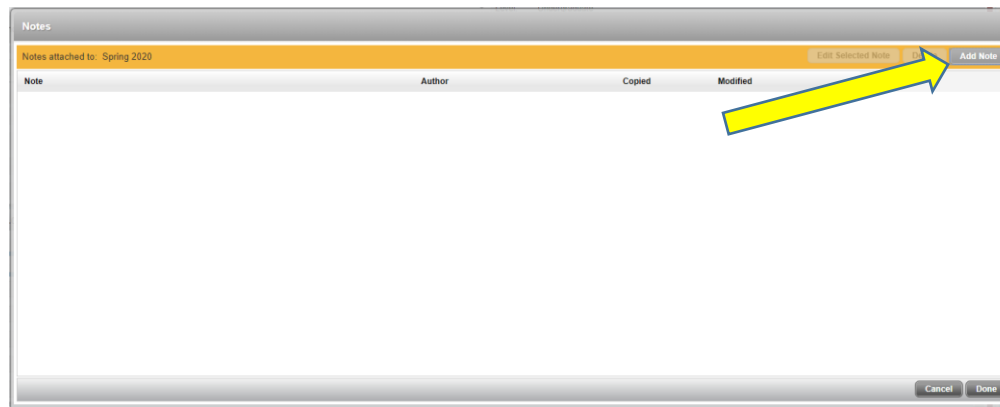 Notes
Notes attached to: Spring 2020 Edit Selected Note Add Note
Note Author Copied Modified
Cancel Done